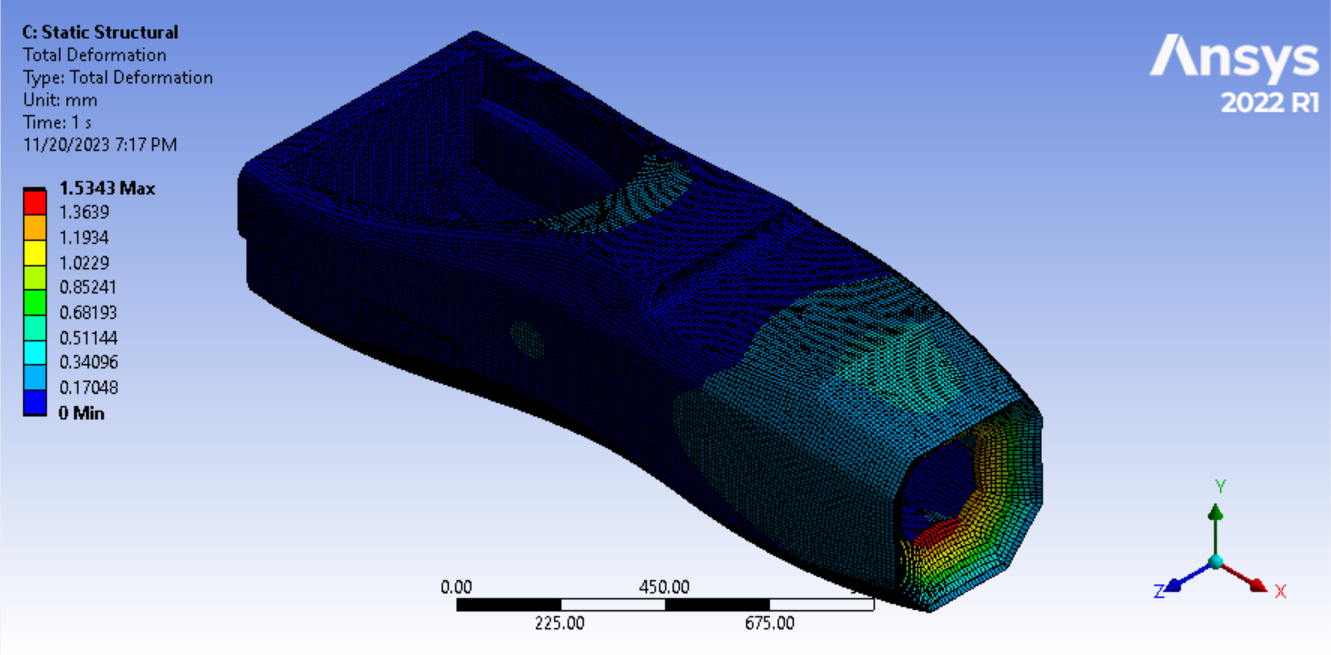 C: Static Structural
Total Deformation
Type: Total Deformation
Unit: mm
Time: 1 s
11/20/2023 7:17 PM
Ansys
2022 R1
1.5343 Max
1.3639
1.1934
1.0229
0.85241
0.68193
0.51144
0.34096
0.17048
0 Min
0.00
450.00
225.00
675.00
Y
Z
X